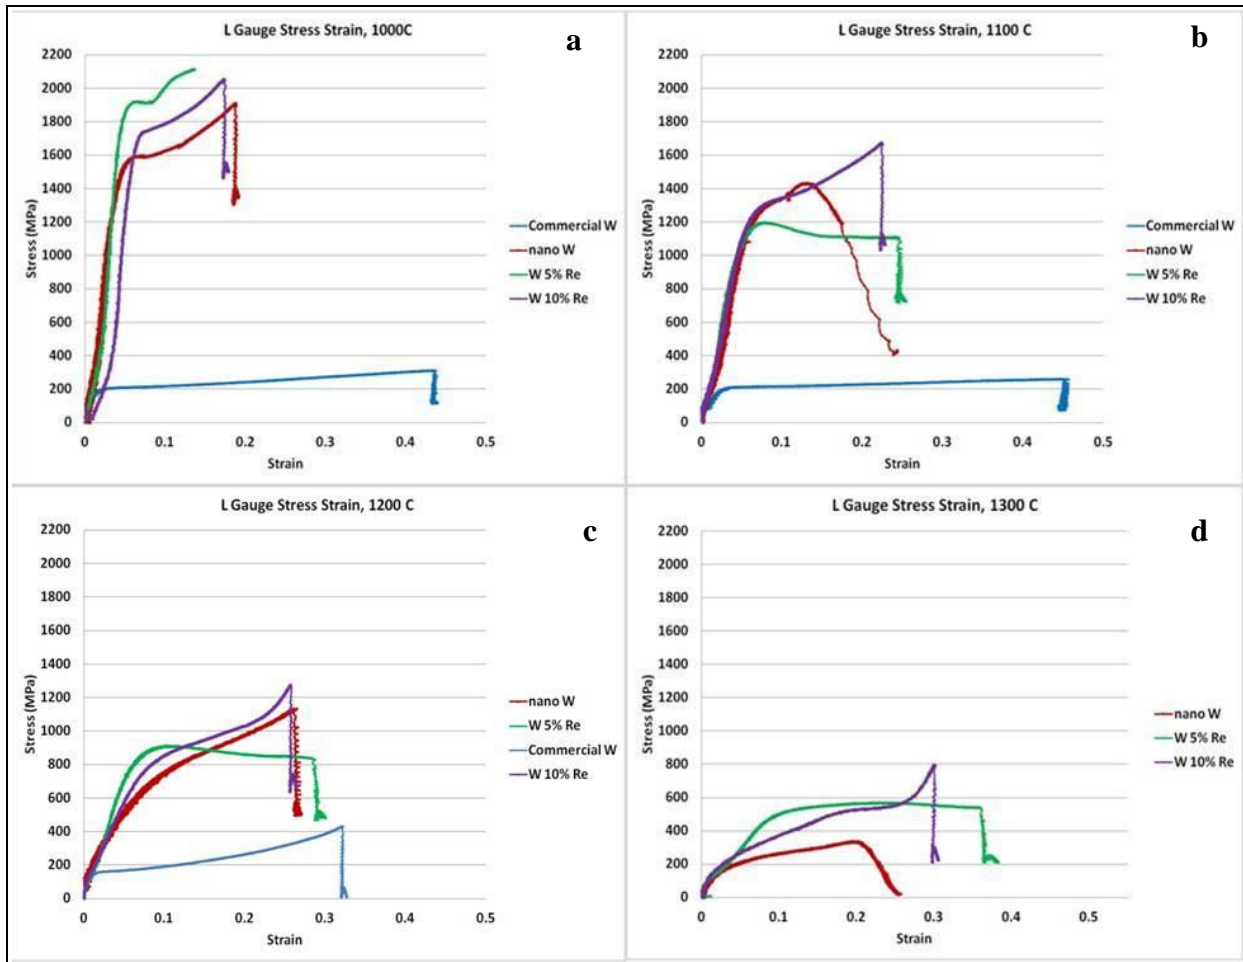 L Gauge Stress Strain, 1000C
a
2200
2000
1800
1600
1400
1200
1000
800
600
400
200
0
Stress (MPa)
0
0.1
0.2
0.3
0.4
0.5
Strain
Commercial W
nano W
W 5% Re
W 10% Re
L Gauge Stress Strain, 1100 C
b
2200
2000
1800
1600
1400
1200
1000
800
600
400
200
0
Stress (MPa)
0
0.1
0.2
0.3
0.4
0.5
Strain
Commercial W
nano W
W 5% Re
W 10% Re
L Gauge Stress Strain, 1200 C
c
2200
2000
1800
1600
1400
1200
1000
800
600
400
200
0
Stress (MPa)
0
0.1
0.2
0.3
0.4
0.5
Strain
nano W
W 5% Re
Commercial W
W 10% Re
L Gauge Stress Strain, 1300 C
d
2200
2000
1800
1600
1400
1200
1000
800
600
400
200
0
Stress (MPa)
0
0.1
0.2
0.3
0.4
0.5
Strain
nano W
W 5% Re
W 10% Re